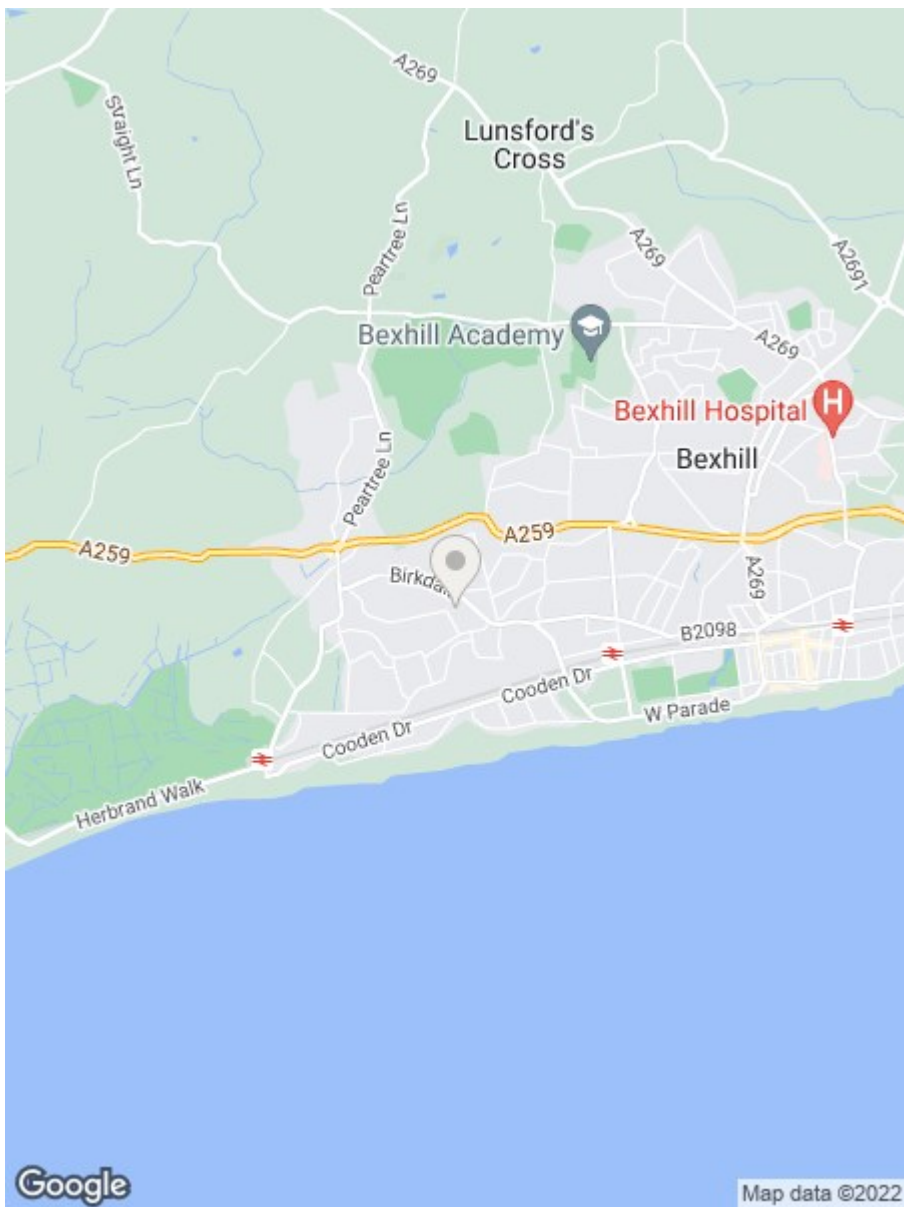 A269
Lunsford's
Cross
Straight Ln
Peartree Ln
A269
A2691
Bexhill Academy
A269
Bexhill Hospital
H
Bexhill
Peartree Ln
A259
A259
A269
B2098
Cooden Dr
W Parade
Cooden Dr
Herbrand Walk
Google
Map data ©2022